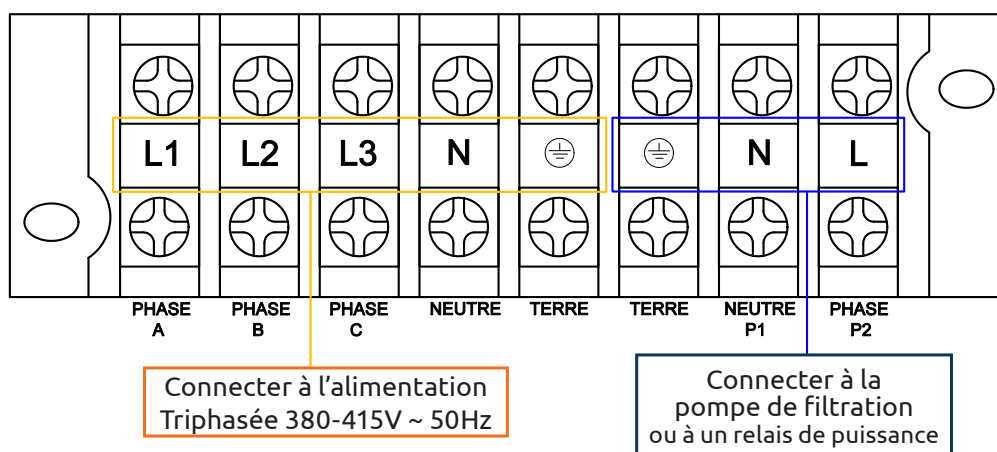 L1 L2 L3 N N L
PHASE A
PHASE B
PHASE C
NEUTRE
TERRE
TERRE
NEUTRE P1
PHASE P2
Connecter à l’alimentation
Triphasée 380-415V ~ 50Hz
Connecter à la
pompe de filtration
ou à un relais de puissance